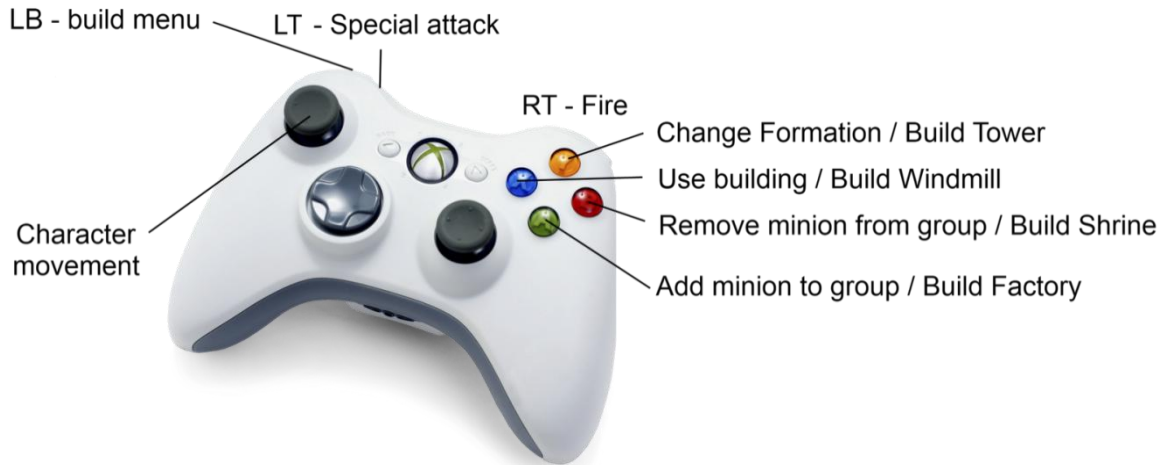 LB - build menu
LT - Special attack
RT - Fire
Change Formation / Build Tower
Use building / Build Windmill
Remove minion from group / Build Shrine
Add minion to group / Build Factory
Character
movement